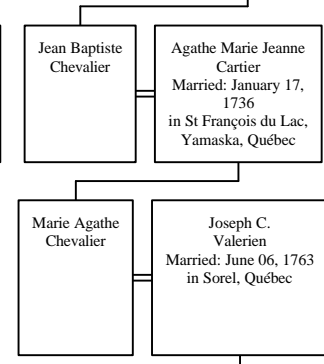 Jean Baptiste
Chevalier
Agathe Marie Jeanne
Cartier
Married: January 17,
1736
in St François du Lac,
Yamaska, Québec
Marie Agathe
Chevalier
Joseph C.
Valerien
Married: June 06, 1763
in Sorel, Québec